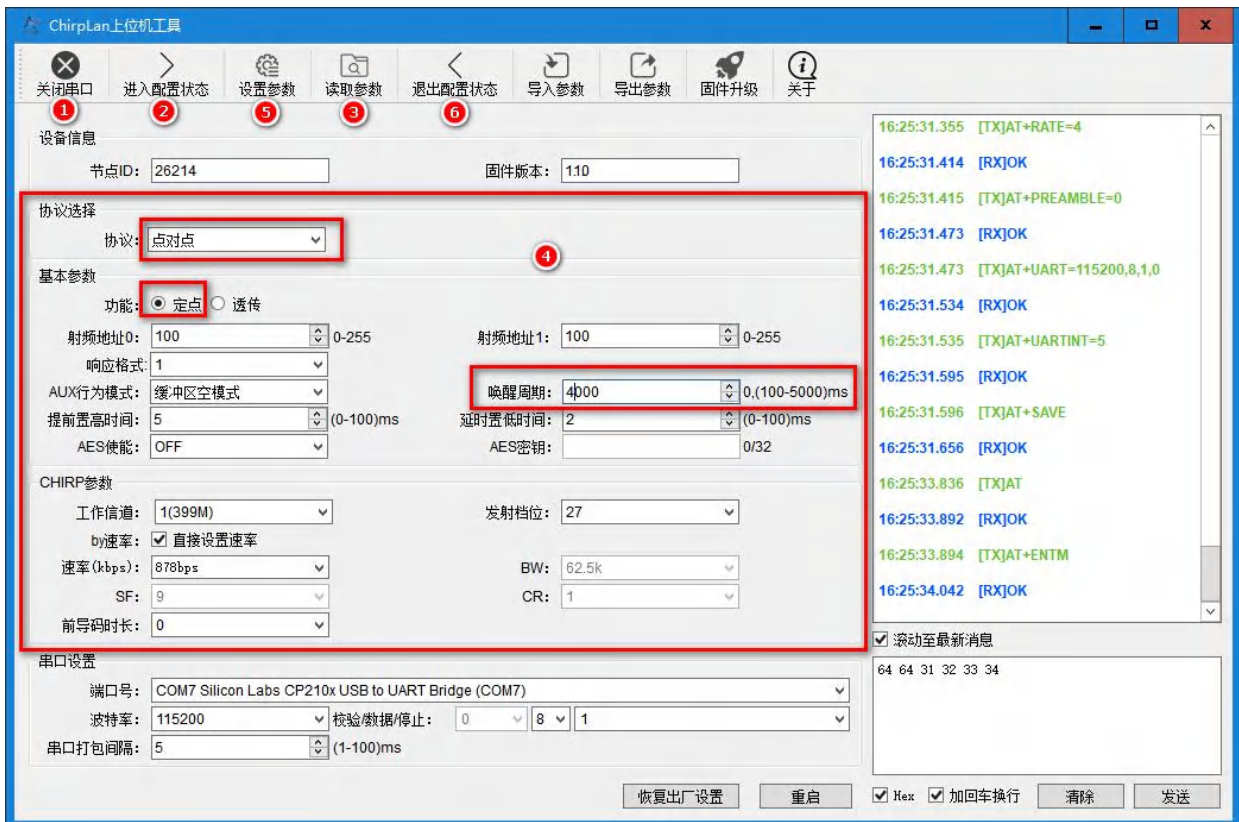 ChirpLan上位机工具
关闭串口 进入配置状态 设置参数 读取参数 退出配置状态 导入参数 导出参数 固件升级 关于
1 2 5 3 6
设备信息
节点ID: 26214 固件版本: 1.10
协议选择
协议: 点对点
4
基本参数
功能: 定点 透传
射频地址0: 100 0-255 射频地址1: 100 0-255
响应格式: 1
AUX行为模式: 缓冲区空模式 唤醒周期: 4000 0,(100-5000)ms
提前置高时间: 5 (0-100)ms 延时置低时间: 2 (0-100)ms
AES使能: OFF AES密钥: 0/32
CHIRP参数
工作信道: 1(399M) 发射档位: 27
by速率: 直接设置速率
速率(kbps): 878bps BW: 62.5k
SF: 9 CR: 1
前导码时长: 0
串口设置
端口号: COM7 Silicon Labs CP210x USB to UART Bridge (COM7)
波特率: 115200 校验/数据/停止: 0 8 1
串口打包间隔: 5 (1-100)ms
恢复出厂设置 重启
16:25:31.355 [TX]AT+RATE=4
16:25:31.414 [RX]OK
16:25:31.415 [TX]AT+PREAMBLE=0
16:25:31.473 [RX]OK
16:25:31.473 [TX]AT+UART=115200,8,1,0
16:25:31.534 [RX]OK
16:25:31.535 [TX]AT+UARTINT=5
16:25:31.595 [RX]OK
16:25:31.596 [TX]AT+SAVE
16:25:31.656 [RX]OK
16:25:33.836 [TX]AT
16:25:33.892 [RX]OK
16:25:33.894 [TX]AT+ENTM
16:25:34.042 [RX]OK
滚动至最新消息
64 64 31 32 33 34
Hex 加回车换行 清除 发送